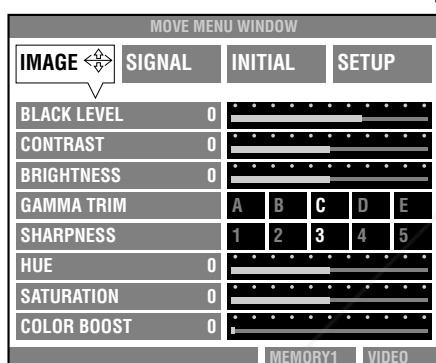 MOVE MENU WINDOW
IMAGE SIGNAL INITIAL SETUP
BLACK LEVEL 0
CONTRAST 0
BRIGHTNESS 0
GAMMA TRIM A B C D E
SHARPNESS 1 2 3 4 5
HUE 0
SATURATION 0
COLOR BOOST 0
MEMORY1 VIDEO